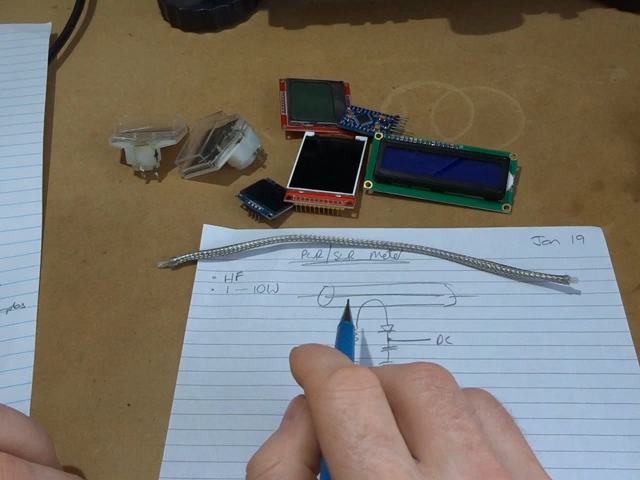 Jan 19
PWR/SWR Meter
• HF
• 1 - 10W
DC